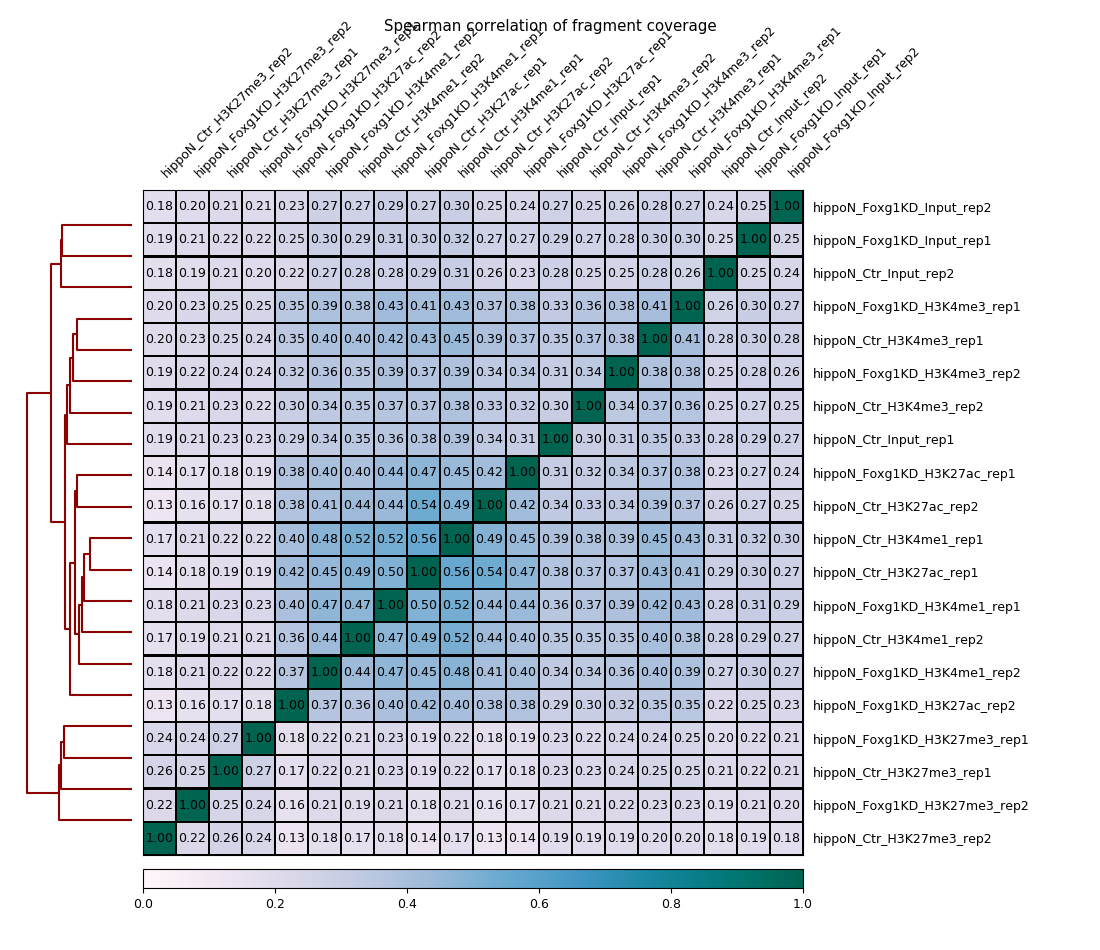 Spearman correlation of fragment coverage
hippoN_Ctr_H3K27me3_rep2
hippoN_Foxg1KD_H3K27me3_rep2
hippoN_Ctr_H3K27me3_rep1
hippoN_Foxg1KD_H3K27me3_rep1
hippoN_Foxg1KD_H3K27ac_rep2
hippoN_Foxg1KD_H3K4me1_rep2
hippoN_Ctr_H3K4me1_rep2
hippoN_Foxg1KD_H3K4me1_rep1
hippoN_Ctr_H3K27ac_rep1
hippoN_Ctr_H3K4me1_rep1
hippoN_Ctr_H3K27ac_rep2
hippoN_Foxg1KD_H3K27ac_rep1
hippoN_Ctr_Input_rep1
hippoN_Ctr_H3K4me3_rep2
hippoN_Foxg1KD_H3K4me3_rep2
hippoN_Ctr_H3K4me3_rep1
hippoN_Foxg1KD_H3K4me3_rep1
hippoN_Ctr_Input_rep2
hippoN_Foxg1KD_Input_rep1
hippoN_Foxg1KD_Input_rep2
0.18 0.20 0.21 0.21 0.23 0.27 0.27 0.29 0.27 0.30 0.25 0.24 0.27 0.25 0.26 0.28 0.27 0.24 0.25 1.00 hippoN_Foxg1KD_Input_rep2
0.19 0.21 0.22 0.22 0.25 0.30 0.29 0.31 0.30 0.32 0.27 0.27 0.29 0.27 0.28 0.30 0.30 0.25 1.00 0.25 hippoN_Foxg1KD_Input_rep1
0.18 0.19 0.21 0.20 0.22 0.27 0.28 0.28 0.29 0.31 0.26 0.23 0.28 0.25 0.25 0.28 0.26 1.00 0.25 0.24 hippoN_Ctr_Input_rep2
0.20 0.23 0.25 0.25 0.35 0.39 0.38 0.43 0.41 0.43 0.37 0.38 0.33 0.36 0.38 0.41 1.00 0.26 0.30 0.27 hippoN_Foxg1KD_H3K4me3_rep1
0.20 0.23 0.25 0.24 0.35 0.40 0.40 0.42 0.43 0.45 0.39 0.37 0.35 0.37 0.38 1.00 0.41 0.28 0.30 0.28 hippoN_Ctr_H3K4me3_rep1
0.19 0.22 0.24 0.24 0.32 0.36 0.35 0.39 0.37 0.39 0.34 0.34 0.31 0.34 1.00 0.38 0.38 0.25 0.28 0.26 hippoN_Foxg1KD_H3K4me3_rep2
0.19 0.21 0.23 0.22 0.30 0.34 0.35 0.37 0.37 0.38 0.33 0.32 0.30 1.00 0.34 0.37 0.36 0.25 0.27 0.25 hippoN_Ctr_H3K4me3_rep2
0.19 0.21 0.23 0.23 0.29 0.34 0.35 0.36 0.38 0.39 0.34 0.31 1.00 0.30 0.31 0.35 0.33 0.28 0.29 0.27 hippoN_Ctr_Input_rep1
0.14 0.17 0.18 0.19 0.38 0.40 0.40 0.44 0.47 0.45 0.42 1.00 0.31 0.32 0.34 0.37 0.38 0.23 0.27 0.24 hippoN_Foxg1KD_H3K27ac_rep1
0.13 0.16 0.17 0.18 0.38 0.41 0.44 0.44 0.54 0.49 1.00 0.42 0.34 0.33 0.34 0.39 0.37 0.26 0.27 0.25 hippoN_Ctr_H3K27ac_rep2
0.17 0.21 0.22 0.22 0.40 0.48 0.52 0.52 0.56 1.00 0.49 0.45 0.39 0.38 0.39 0.45 0.43 0.31 0.32 0.30 hippoN_Ctr_H3K4me1_rep1
0.14 0.18 0.19 0.19 0.42 0.45 0.49 0.50 1.00 0.56 0.54 0.47 0.38 0.37 0.37 0.43 0.41 0.29 0.30 0.27 hippoN_Ctr_H3K27ac_rep1
0.18 0.21 0.23 0.23 0.40 0.47 0.47 1.00 0.50 0.52 0.44 0.44 0.36 0.37 0.39 0.42 0.43 0.28 0.31 0.29 hippoN_Foxg1KD_H3K4me1_rep1
0.17 0.19 0.21 0.21 0.36 0.44 1.00 0.47 0.49 0.52 0.44 0.40 0.35 0.35 0.35 0.40 0.38 0.28 0.29 0.27 hippoN_Ctr_H3K4me1_rep2
0.18 0.21 0.22 0.22 0.37 1.00 0.44 0.47 0.45 0.48 0.41 0.40 0.34 0.34 0.36 0.40 0.39 0.27 0.30 0.27 hippoN_Foxg1KD_H3K4me1_rep2
0.13 0.16 0.17 0.18 1.00 0.37 0.36 0.40 0.42 0.40 0.38 0.38 0.29 0.30 0.32 0.35 0.35 0.22 0.25 0.23 hippoN_Foxg1KD_H3K27ac_rep2
0.24 0.24 0.27 1.00 0.18 0.22 0.21 0.23 0.19 0.22 0.18 0.19 0.23 0.22 0.24 0.24 0.25 0.20 0.22 0.21 hippoN_Foxg1KD_H3K27me3_rep1
0.26 0.25 1.00 0.27 0.17 0.22 0.21 0.23 0.19 0.22 0.17 0.18 0.23 0.23 0.24 0.25 0.25 0.21 0.22 0.21 hippoN_Ctr_H3K27me3_rep1
0.22 1.00 0.25 0.24 0.16 0.21 0.19 0.21 0.18 0.21 0.16 0.17 0.21 0.21 0.22 0.23 0.23 0.19 0.21 0.20 hippoN_Foxg1KD_H3K27me3_rep2
1.00 0.22 0.26 0.24 0.13 0.18 0.17 0.18 0.14 0.17 0.13 0.14 0.19 0.19 0.19 0.20 0.20 0.18 0.19 0.18 hippoN_Ctr_H3K27me3_rep2
0.0 0.2 0.4 0.6 0.8 1.0